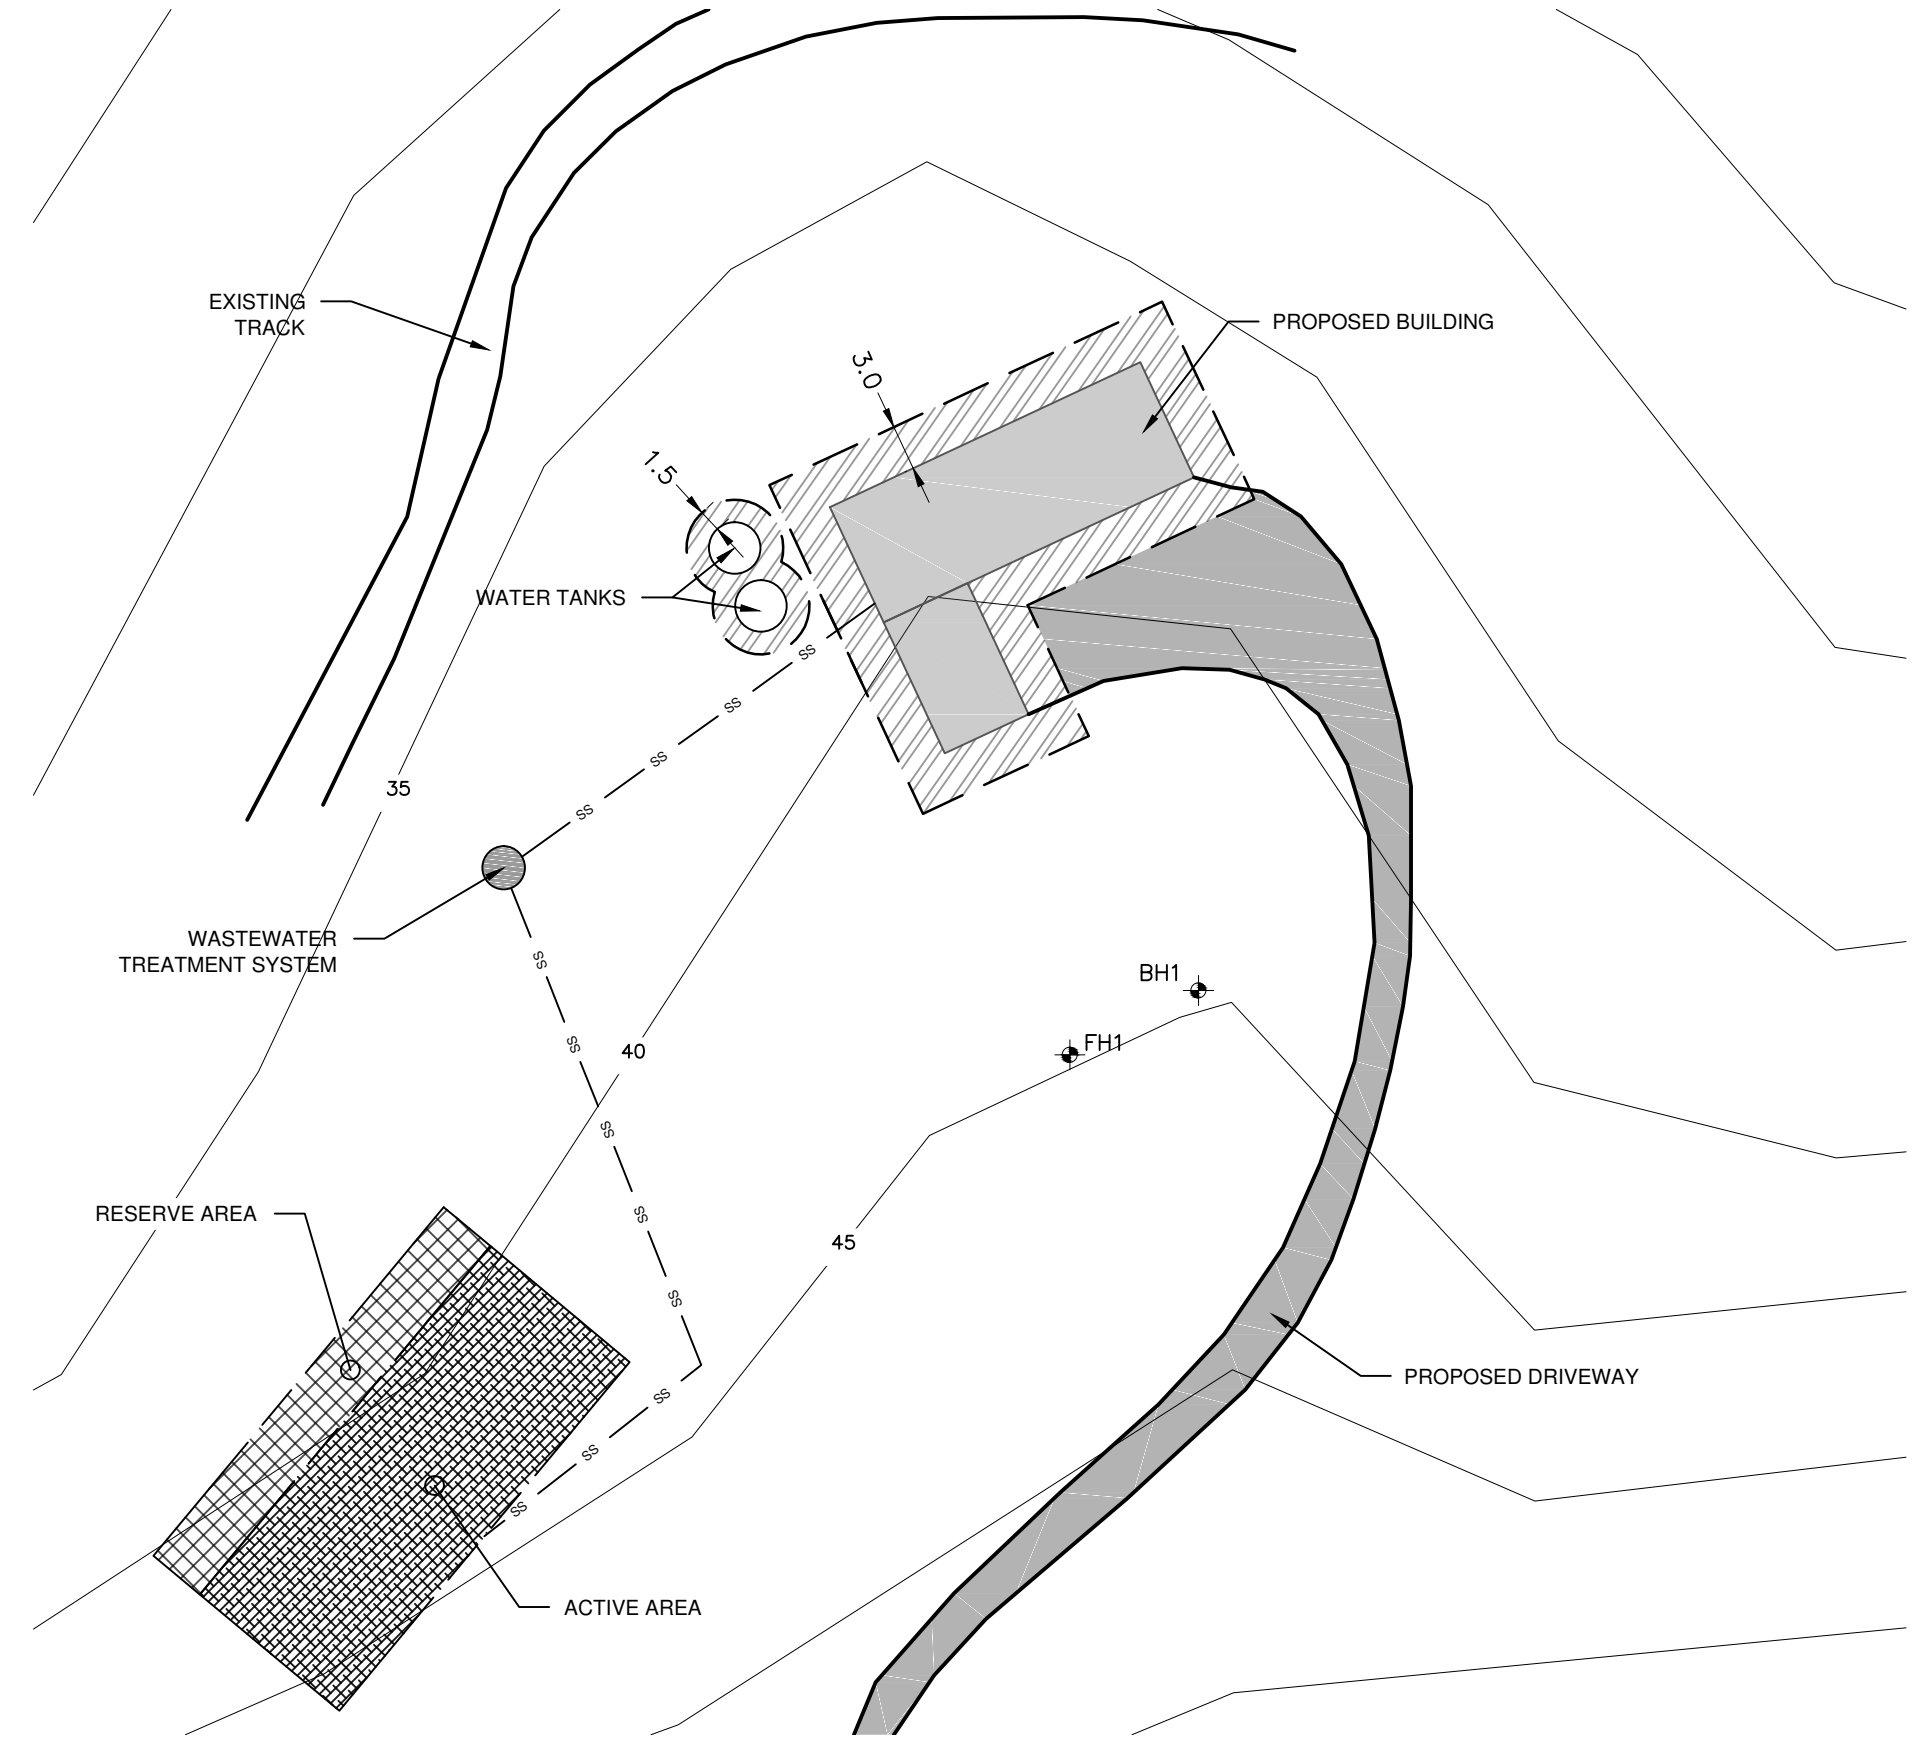 EXISTING
TRACK
PROPOSED BUILDING
3.0
1.5
WATER TANKS
SS
SS
SS
SS
35
WASTEWATER
TREATMENT SYSTEM
SS
BH1
FH1
SS
40
SS
RESERVE AREA
SS
45
SS
PROPOSED DRIVEWAY
SS
SS
SS
ACTIVE AREA